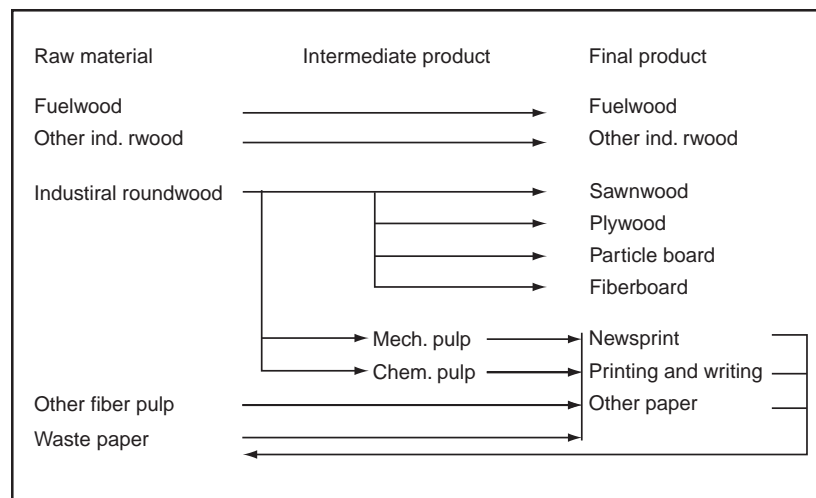 Raw material Intermediate product Final product
Fuelwood Fuelwood
Other ind. rwood Other ind. rwood
Industiral roundwood Sawnwood
Plywood
Particle board
Fiberboard
Mech. pulp Newsprint
Chem. pulp Printing and writing
Other fiber pulp Other paper
Waste paper